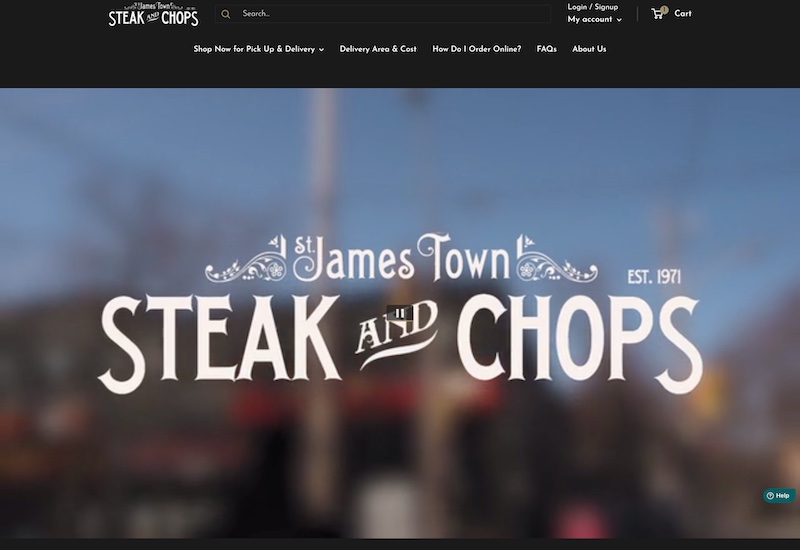 St. James Town
STEAK AND CHOPS
Search...
Login / Signup
My account
1
Cart
Shop Now for Pick Up & Delivery
Delivery Area & Cost
How Do I Order Online?
FAQs
About Us
St. James Town
EST. 1971
STEAK AND CHOPS
Help